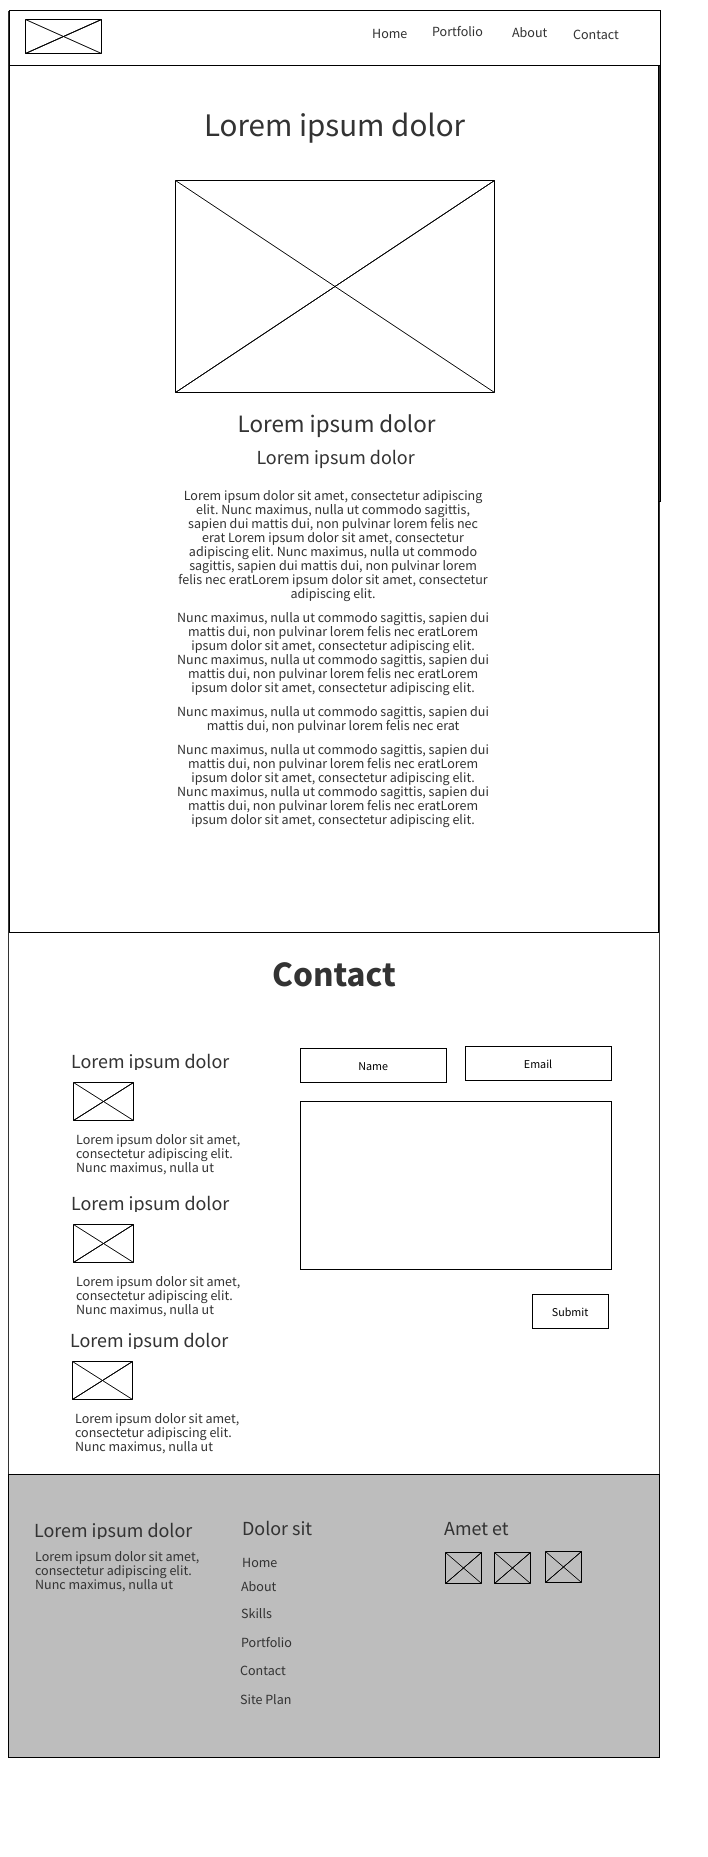 Home Portfolio About Contact
Lorem ipsum dolor
Lorem ipsum dolor
Lorem ipsum dolor
Lorem ipsum dolor sit amet, consectetur adipiscing
elit. Nunc maximus, nulla ut commodo sagittis,
sapien dui mattis dui, non pulvinar lorem felis nec
erat Lorem ipsum dolor sit amet, consectetur
adipiscing elit. Nunc maximus, nulla ut commodo
sagittis, sapien dui mattis dui, non pulvinar lorem
felis nec eratLorem ipsum dolor sit amet, consectetur
adipiscing elit.
Nunc maximus, nulla ut commodo sagittis, sapien dui
mattis dui, non pulvinar lorem felis nec eratLorem
ipsum dolor sit amet, consectetur adipiscing elit.
Nunc maximus, nulla ut commodo sagittis, sapien dui
mattis dui, non pulvinar lorem felis nec eratLorem
ipsum dolor sit amet, consectetur adipiscing elit.
Nunc maximus, nulla ut commodo sagittis, sapien dui
mattis dui, non pulvinar lorem felis nec erat
Nunc maximus, nulla ut commodo sagittis, sapien dui
mattis dui, non pulvinar lorem felis nec eratLorem
ipsum dolor sit amet, consectetur adipiscing elit.
Nunc maximus, nulla ut commodo sagittis, sapien dui
mattis dui, non pulvinar lorem felis nec eratLorem
ipsum dolor sit amet, consectetur adipiscing elit.
Contact
Lorem ipsum dolor
Lorem ipsum dolor sit amet,
consectetur adipiscing elit.
Nunc maximus, nulla ut
Lorem ipsum dolor
Lorem ipsum dolor sit amet,
consectetur adipiscing elit.
Nunc maximus, nulla ut
Lorem ipsum dolor
Lorem ipsum dolor sit amet,
consectetur adipiscing elit.
Nunc maximus, nulla ut
Name
Email
Submit
Lorem ipsum dolor
Lorem ipsum dolor sit amet,
consectetur adipiscing elit.
Nunc maximus, nulla ut
Dolor sit
Home
About
Skills
Portfolio
Contact
Site Plan
Amet et